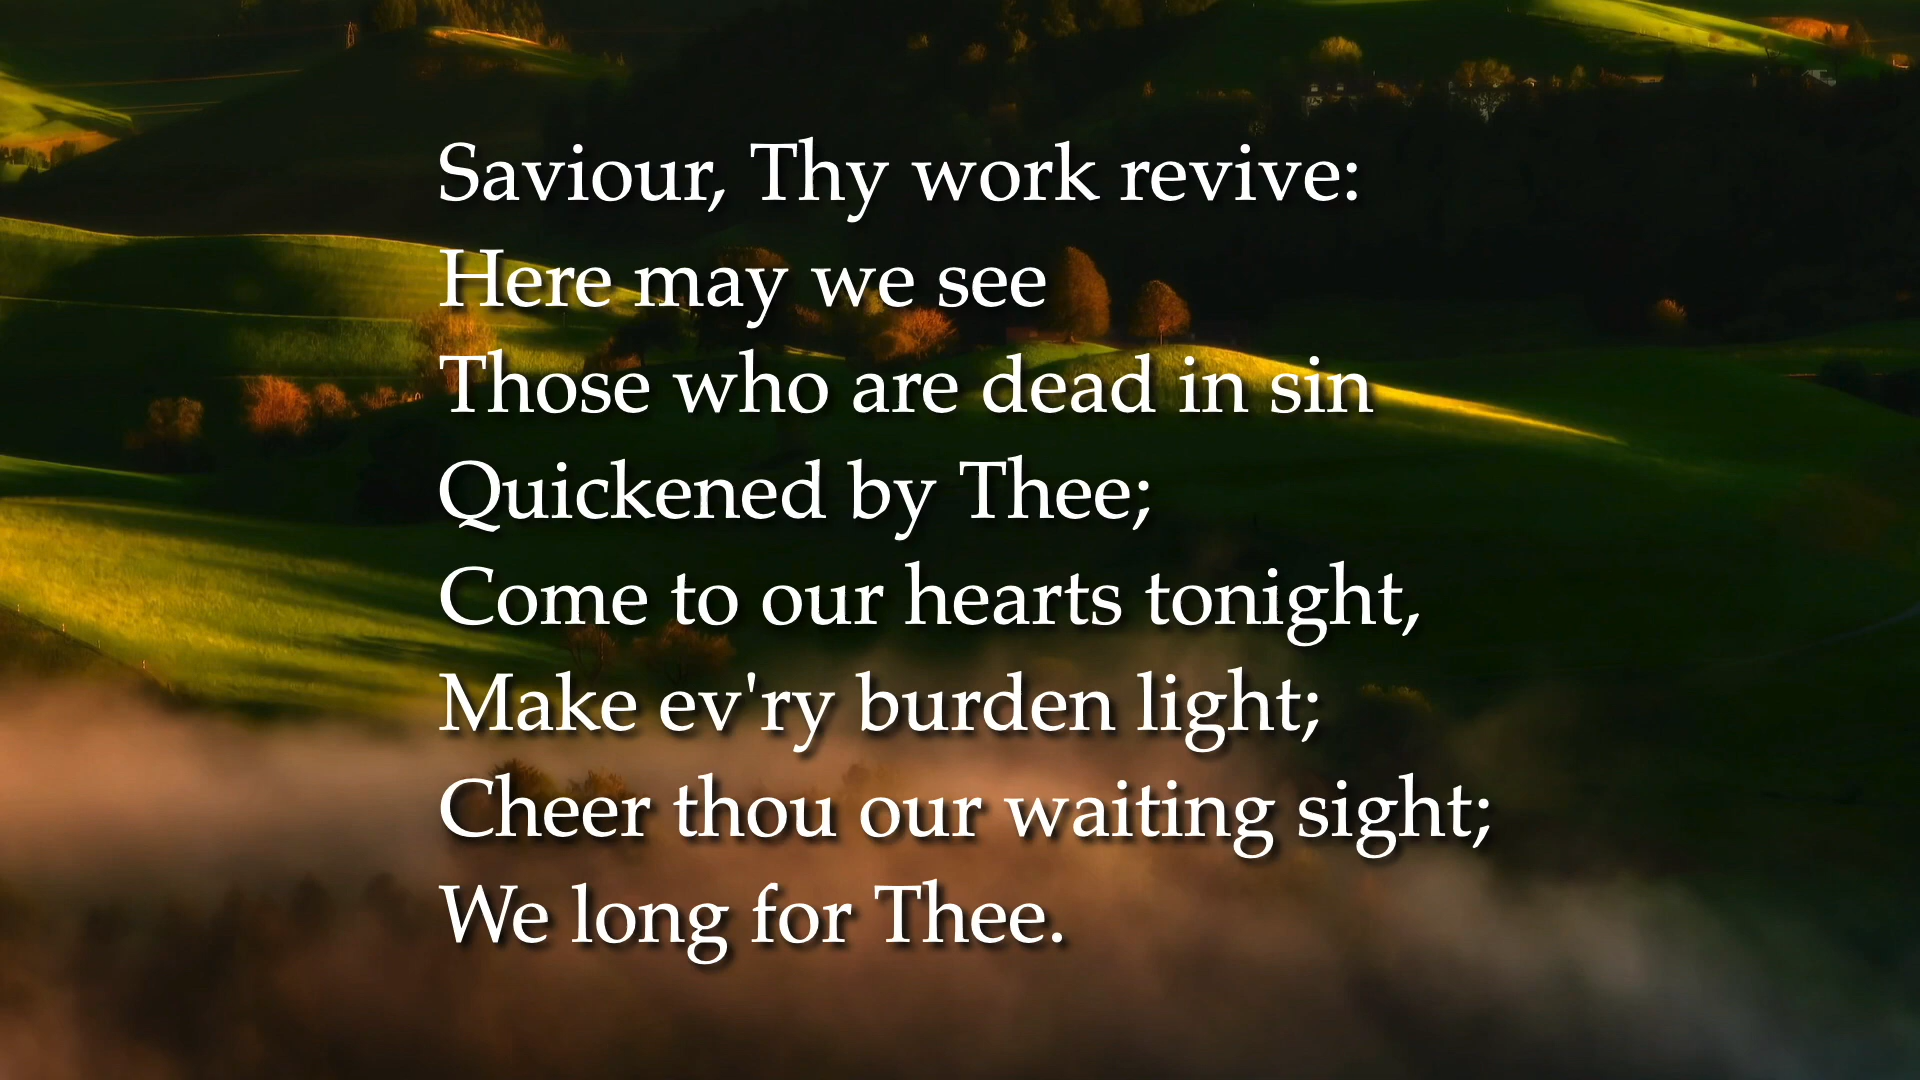 Saviour, Thy work revive:
Here may we see
Those who are dead in sin
Quickened by Thee;
Come to our hearts tonight,
Make ev'ry burden light;
Cheer thou our waiting sight;
We long for Thee.